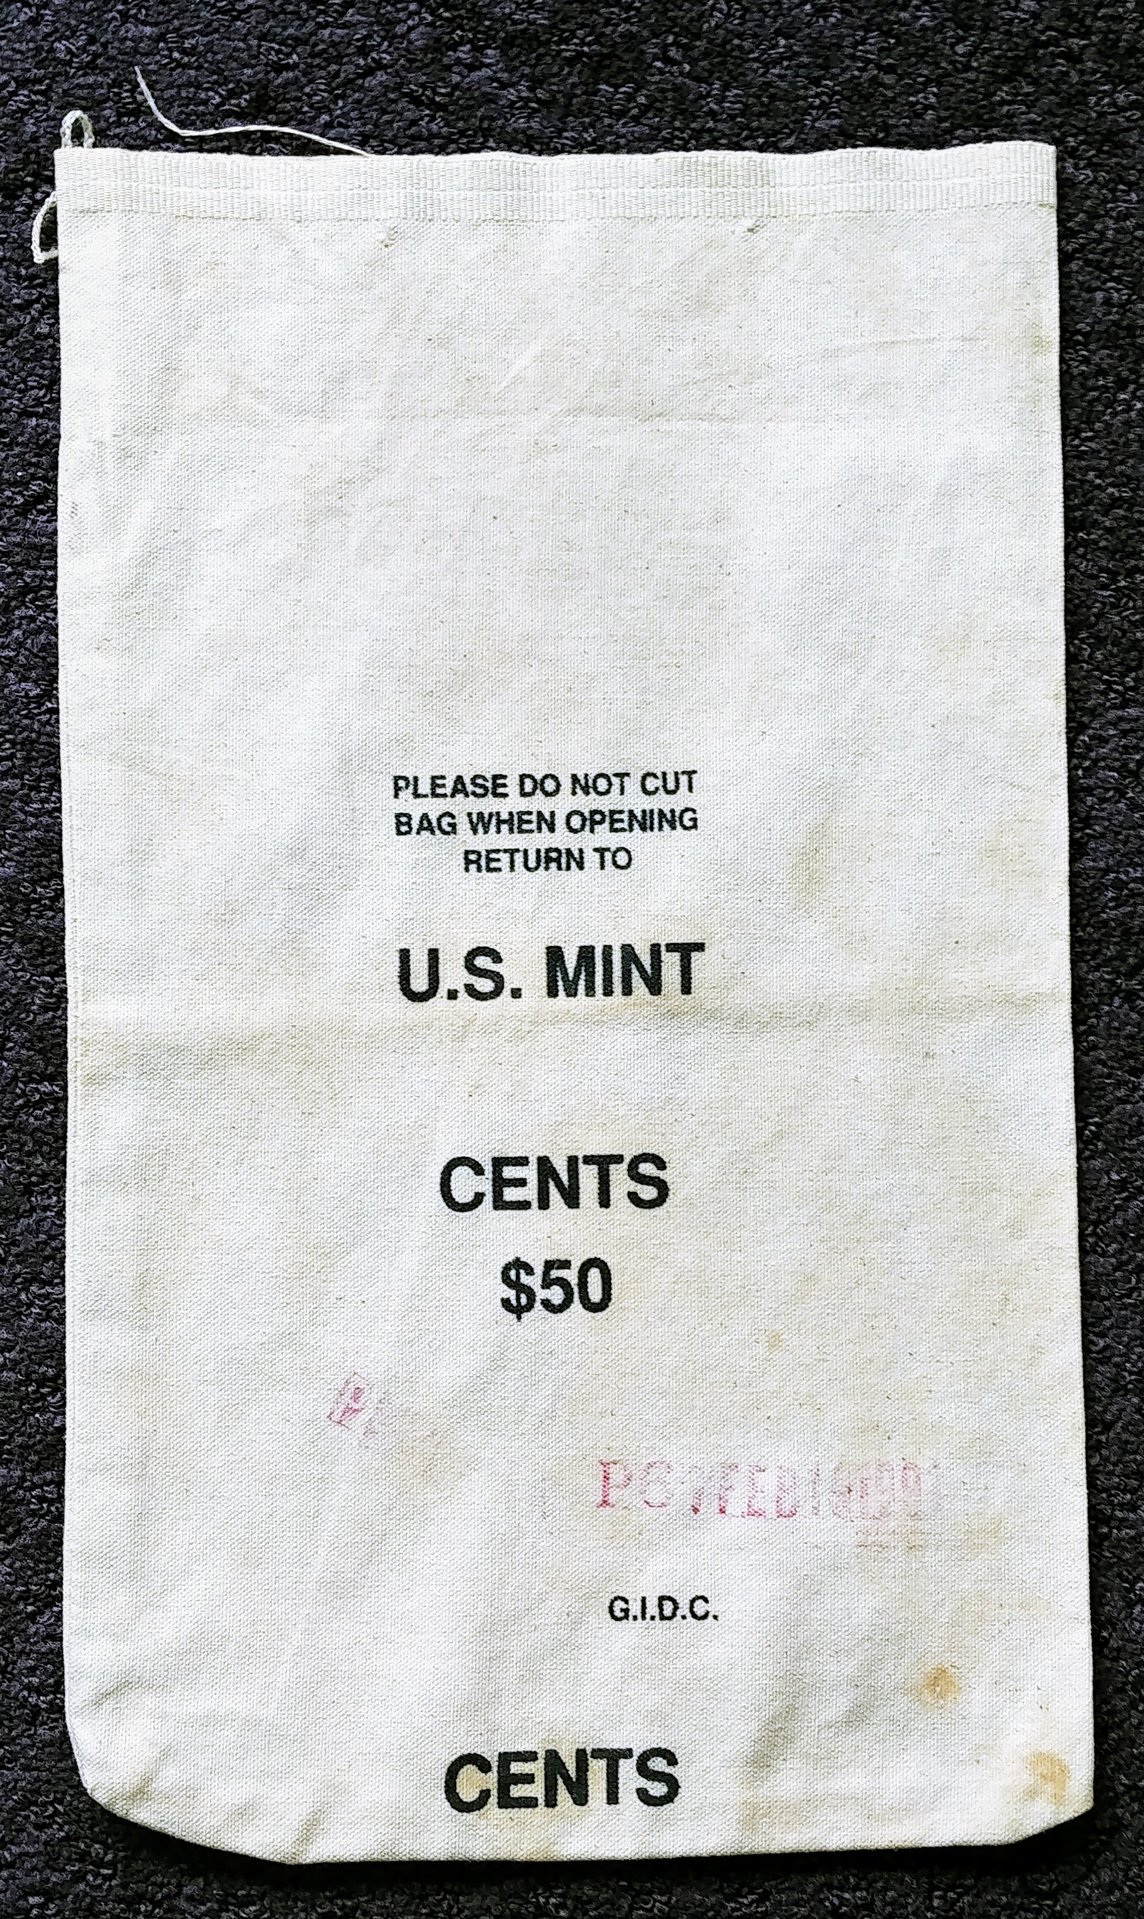 PLEASE DO NOT CUT
BAG WHEN OPENING
RETURN TO
U.S. MINT
CENTS
$50
G.I.D.C.
CENTS